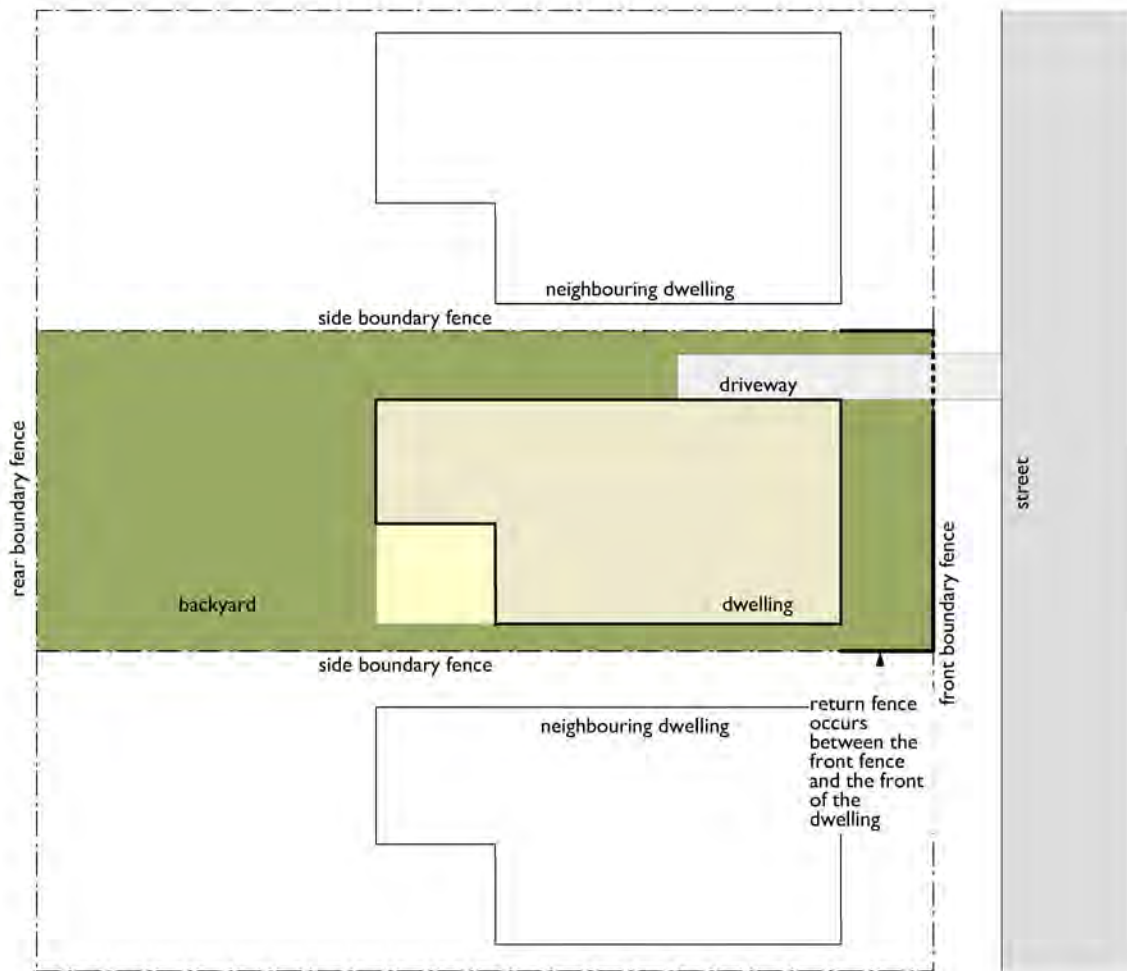 neighbouring dwelling
side boundary fence
driveway
rear boundary fence
street
front boundary fence
backyard
dwelling
side boundary fence
neighbouring dwelling
return fence
occurs
between the
front fence
and the front
of the
dwelling